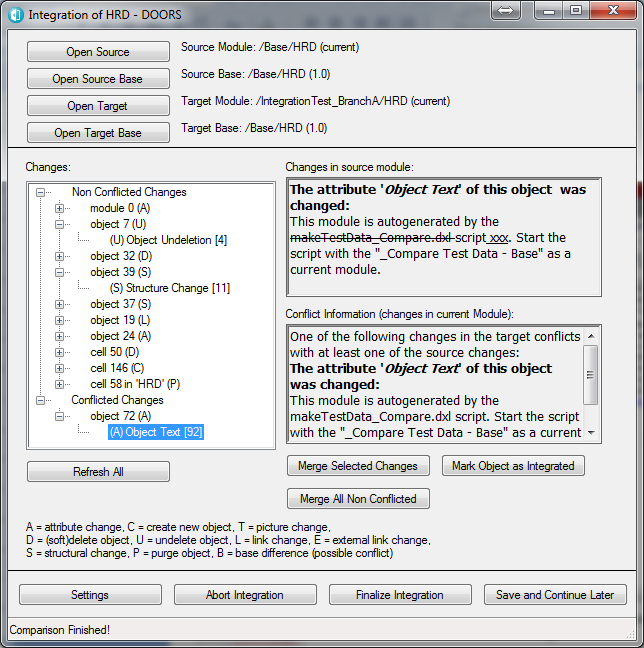 Integration of HRD - DOORS
Open Source
Source Module: /Base/HRD (current)
Open Source Base
Source Base: /Base/HRD (1.0)
Open Target
Target Module: /IntegrationTest_BranchA/HRD (current)
Open Target Base
Target Base: /Base/HRD (1.0)
Changes:
Non Conflicted Changes
module 0 (A)
object 7 (U)
(U) Object Undeletion [4]
object 32 (D)
object 39 (S)
(S) Structure Change [11]
object 37 (S)
object 19 (L)
object 24 (A)
cell 50 (D)
cell 146 (C)
cell 58 in 'HRD' (P)
Conflicted Changes
object 72 (A)
(A) Object Text [92]
Refresh All
Changes in source module:
The attribute 'Object Text' of this object was
changed:
This module is autogenerated by the
makeTestData_Compare.dxl script xxx. Start the
script with the "_Compare Test Data - Base" as a
current module.
Conflict Information (changes in current Module):
One of the following changes in the target conflicts
with at least one of the source changes:
The attribute 'Object Text' of this object
was changed:
This module is autogenerated by the
makeTestData_Compare.dxl script. Start the script
with the "_Compare Test Data - Base" as a current
Merge Selected Changes
Mark Object as Integrated
Merge All Non Conflicted
A = attribute change, C = create new object, T = picture change,
D = (soft)delete object, U = undelete object, L = link change, E = external link change,
S = structural change, P = purge object, B = base difference (possible conflict)
Settings
Abort Integration
Finalize Integration
Save and Continue Later
Comparison Finished!